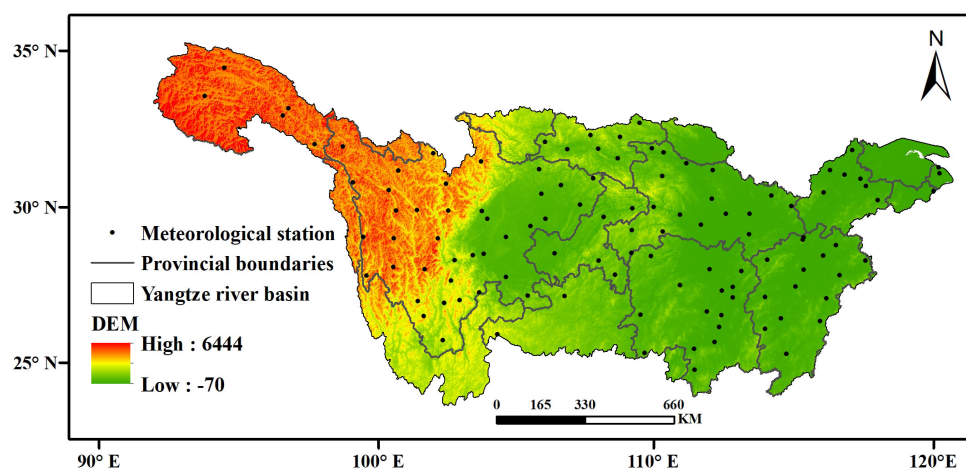 35° N
N
30° N
Meteorological station
Provincial boundaries
Yangtze river basin
DEM
High : 6444
Low : -70
25° N
0 165 330 660
KM
90° E 100° E 110° E 120° E